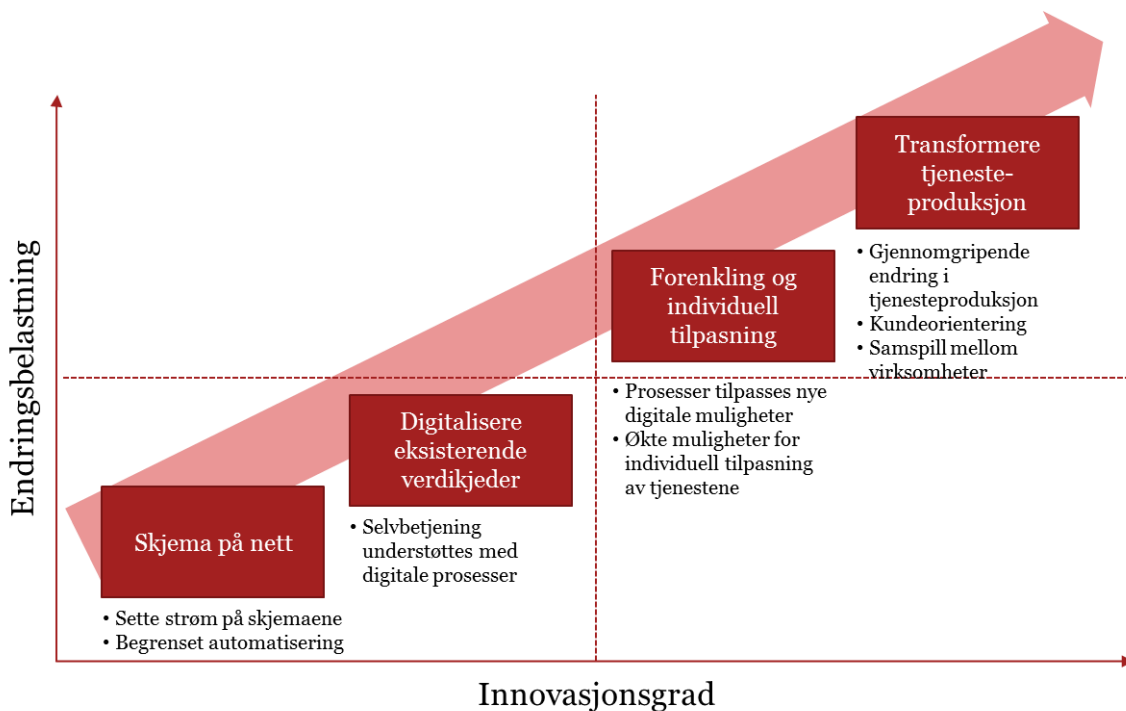 Endringsbelastning
Skjema på nett
• Sette strøm på skjemaene
• Begrenset automatisering
Digitalisere
eksisterende
verdikjeder
• Selvbetjening
understøttes med
digitale prosesser
Forenkling og
individuell
tilpasning
• Prosesser tilpasses nye
digitale muligheter
• Økte muligheter for
individuell tilpasning
av tjenestene
Transformere
tjeneste-
produksjon
• Gjennomgripende
endring i
tjenesteproduksjon
• Kundeorientering
• Samspill mellom
virksomheter
Innovasjonsgrad